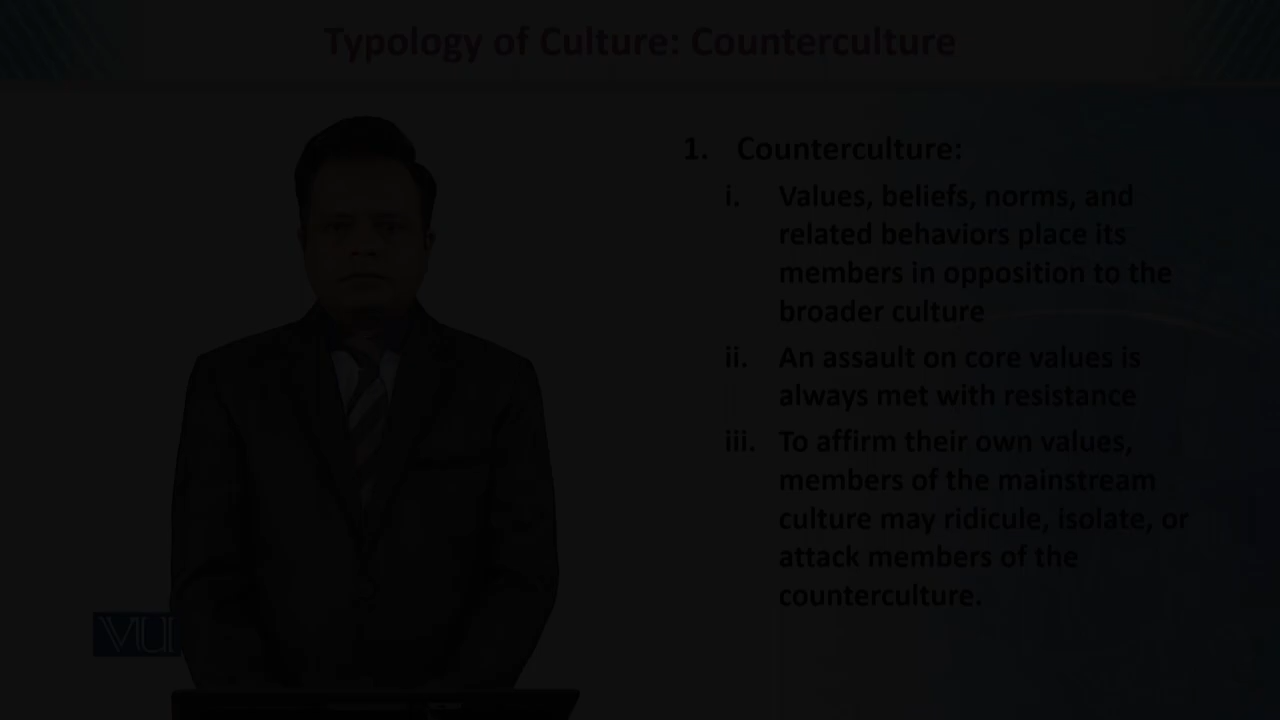 Typology of Culture: Counterculture
1. Counterculture:
i. Values, beliefs, norms, and
related behaviors place its
members in opposition to the
broader culture
ii. An assault on core values is
always met with resistance
iii. To affirm their own values,
members of the mainstream
culture may ridicule, isolate, or
attack members of the
counterculture.
VU